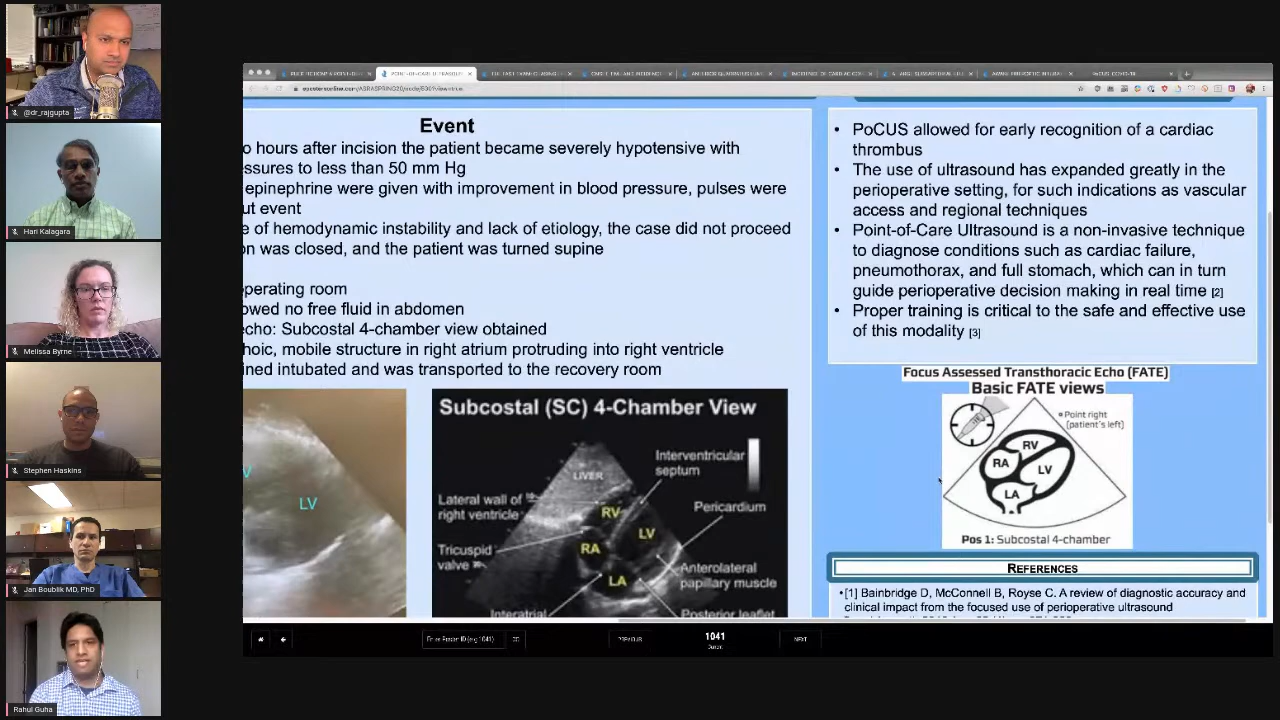 @dr_rajgupta
Hari Kalagara
Melissa Byrne
Stephen Haskins
Jan Boublik MD, PhD
Rahul Guha
Event
o hours after incision the patient became severely hypotensive with
ssures to less than 50 mm Hg
epinephrine were given with improvement in blood pressure, pulses were
ut event
e of hemodynamic instability and lack of etiology, the case did not proceed
on was closed, and the patient was turned supine
perating room
owed no free fluid in abdomen
echo: Subcostal 4-chamber view obtained
hoic, mobile structure in right atrium protruding into right ventricle
ined intubated and was transported to the recovery room
V
LV
Subcostal (SC) 4-Chamber View
LIVER
Interventricular
septum
Lateral wall of
right ventricle
RV
Pericardium
LV
Tricuspid
valve
RA
LA
Anterolateral
papillary muscle
Interatrial
Posterior leaflet
• PoCUS allowed for early recognition of a cardiac
thrombus
• The use of ultrasound has expanded greatly in the
perioperative setting, for such indications as vascular
access and regional techniques
• Point-of-Care Ultrasound is a non-invasive technique
to diagnose conditions such as cardiac failure,
pneumothorax, and full stomach, which can in turn
guide perioperative decision making in real time [2]
• Proper training is critical to the safe and effective use
of this modality [3]
Focus Assessed Transthoracic Echo (FATE)
Basic FATE views
Point right
(patient's left)
RV
RA
LV
LA
Pos 1: Subcostal 4-chamber
REFERENCES
•[1] Bainbridge D, McConnell B, Royse C. A review of diagnostic accuracy and
clinical impact from the focused use of perioperative ultrasound
PREVIOUS
1041
NEXT